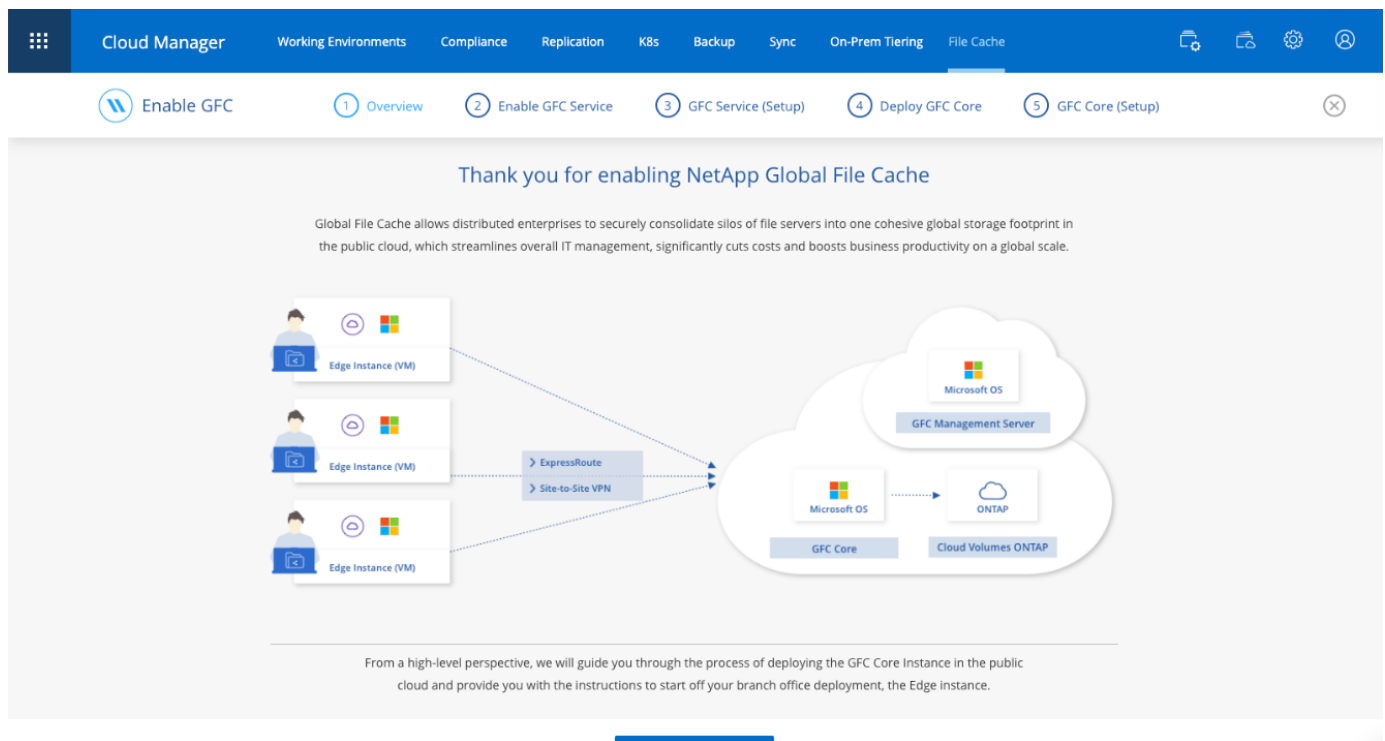 Cloud Manager
Working Environments
Compliance
Replication
K8s
Backup
Sync
On-Prem Tiering
File Cache
Enable GFC
1 Overview
2 Enable GFC Service
3 GFC Service (Setup)
4 Deploy GFC Core
5 GFC Core (Setup)
Thank you for enabling NetApp Global File Cache
Global File Cache allows distributed enterprises to securely consolidate silos of file servers into one cohesive global storage footprint in
the public cloud, which streamlines overall IT management, significantly cuts costs and boosts business productivity on a global scale.
Edge Instance (VM)
Edge Instance (VM)
Edge Instance (VM)
ExpressRoute
Site-to-Site VPN
Microsoft OS
GFC Management Server
Microsoft OS
GFC Core
ONTAP
Cloud Volumes ONTAP
From a high-level perspective, we will guide you through the process of deploying the GFC Core Instance in the public
cloud and provide you with the instructions to start off your branch office deployment, the Edge instance.